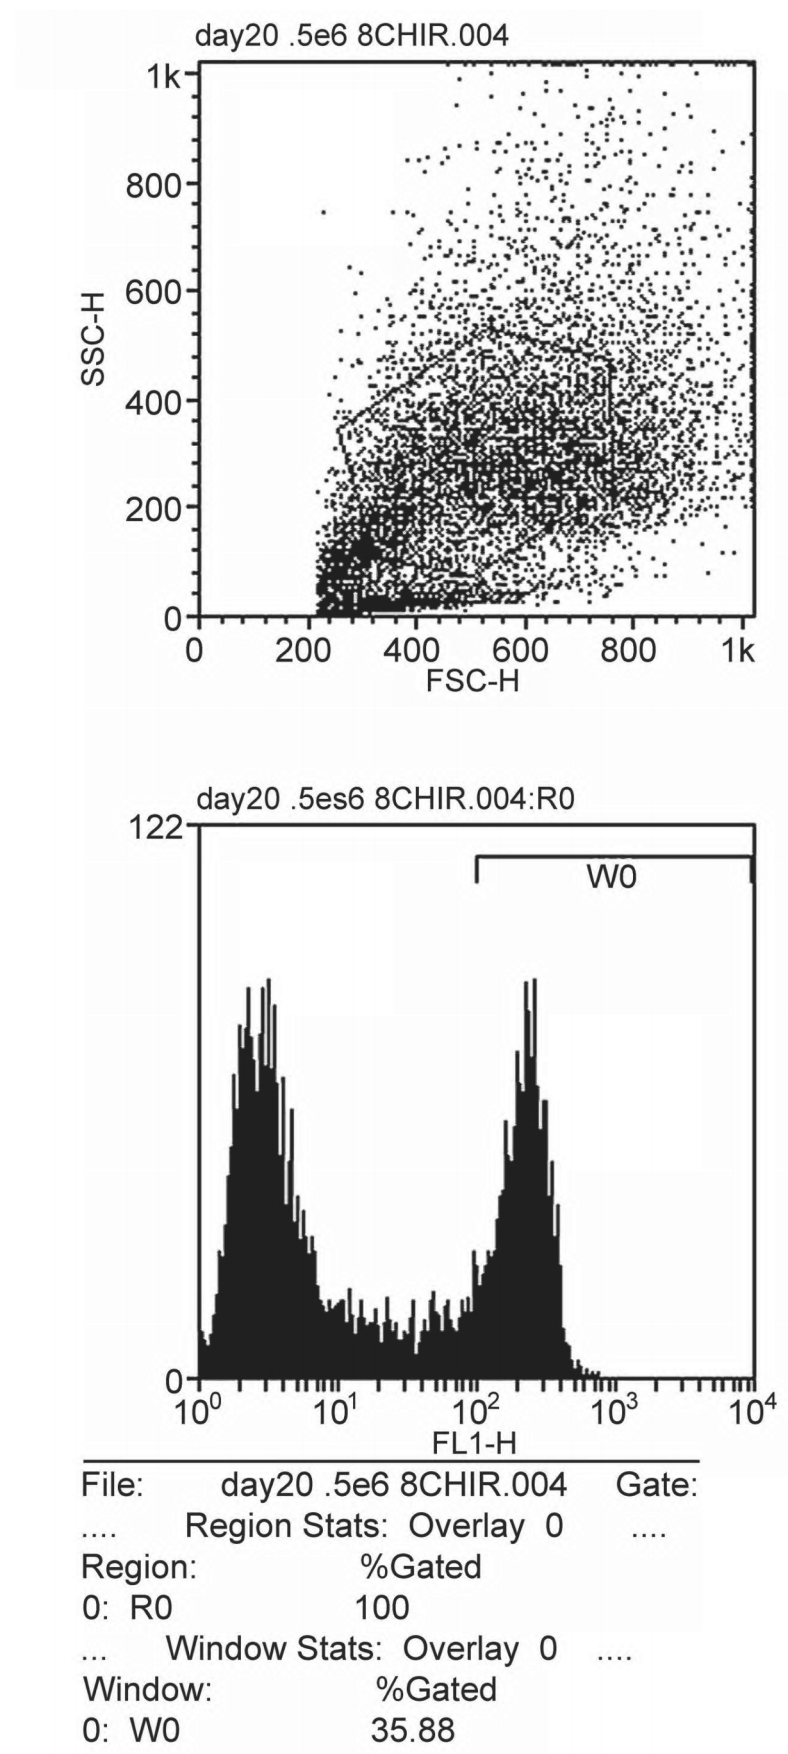 day20 .5e6 8CHIR.004
1k
800
600
400
200
0
SSC-H
0 200 400 600 800 1k
FSC-H
day20 .5es6 8CHIR.004:R0
122
W0
0
10^0 10^1 10^2 10^3 10^4
FL1-H
File: day20 .5e6 8CHIR.004 Gate:
.... Region Stats: Overlay 0 ....
Region: %Gated
0: R0 100
... Window Stats: Overlay 0 ....
Window: %Gated
0: W0 35.88